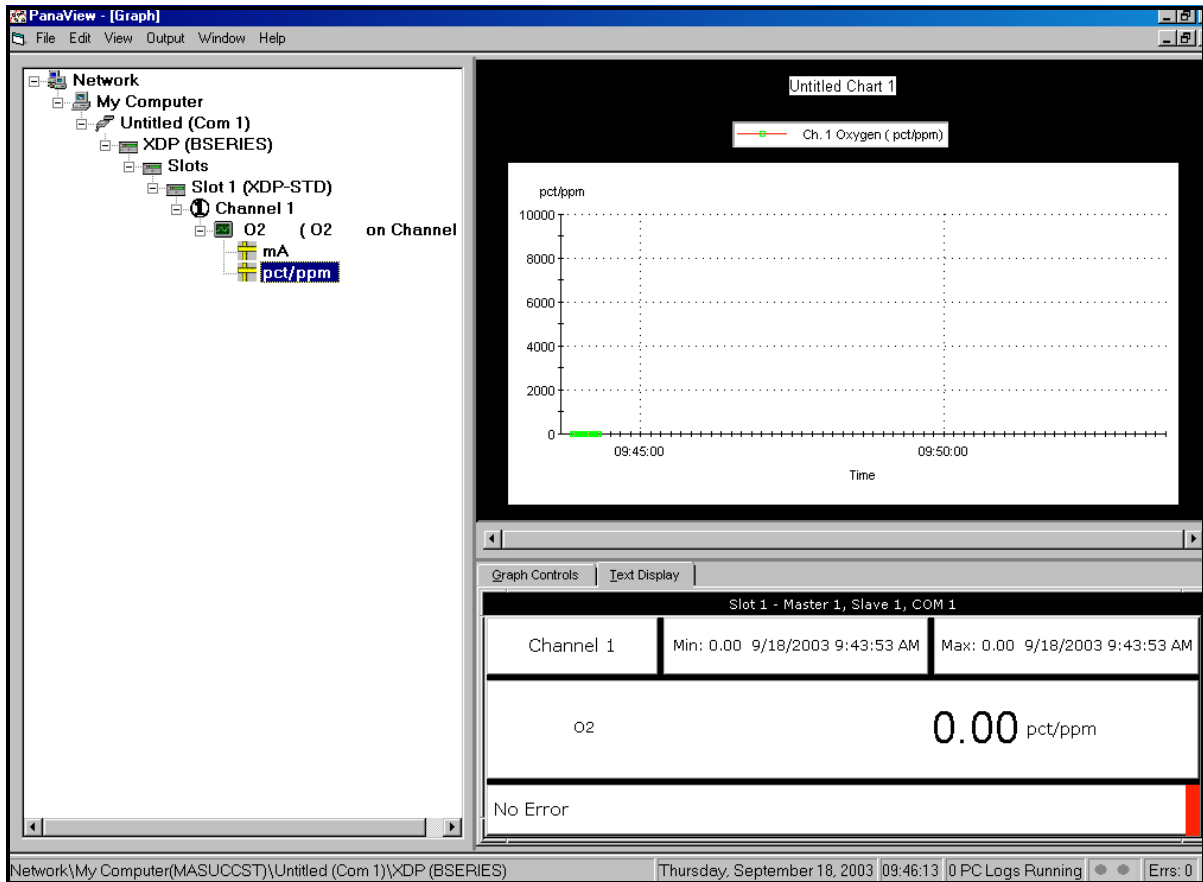 PanaView - [Graph]
File Edit View Output Window Help
Network
My Computer
Untitled (Com 1)
XDP (BSERIES)
Slots
Slot 1 (XDP-STD)
1 Channel 1
O2 ( O2 on Channel
mA
pct/ppm
Untitled Chart 1
Ch. 1 Oxygen ( pct/ppm)
pct/ppm
10000
8000
6000
4000
2000
0
09:45:00 09:50:00
Time
Graph Controls Text Display
Slot 1 - Master 1, Slave 1, COM 1
Channel 1 Min: 0.00 9/18/2003 9:43:53 AM Max: 0.00 9/18/2003 9:43:53 AM
O2 0.00 pct/ppm
No Error
Network\My Computer(MASUCCST)\Untitled (Com 1)\XDP (BSERIES) Thursday, September 18, 2003 09:46:13 0 PC Logs Running Errs: 0